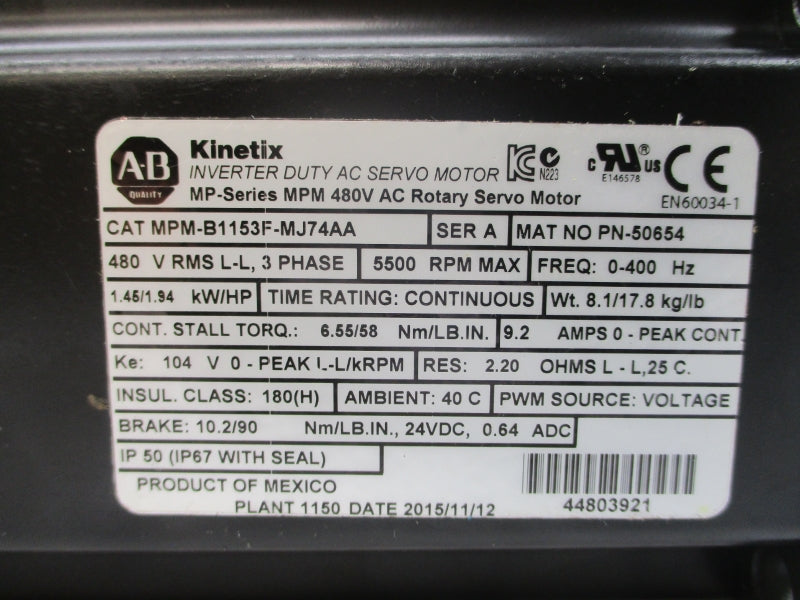 A-B
QUALITY
Kinetix
INVERTER DUTY AC SERVO MOTOR
MP-Series MPM 480V AC Rotary Servo Motor
N223
c RU® US
E146578
CE
EN60034-1
CAT MPM-B1153F-MJ74AA SER A MAT NO PN-50654
480 V RMS L-L, 3 PHASE 5500 RPM MAX FREQ: 0-400 Hz
1.45/1.94 kW/HP TIME RATING: CONTINUOUS Wt. 8.1/17.8 kg/lb
CONT. STALL TORQ.: 6.55/58 Nm/LB.IN. 9.2 AMPS 0 - PEAK CONT.
Ke: 104 V 0 - PEAK L-L/kRPM RES: 2.20 OHMS L - L,25 C.
INSUL. CLASS: 180(H) AMBIENT: 40 C PWM SOURCE: VOLTAGE
BRAKE: 10.2/90 Nm/LB.IN., 24VDC, 0.64 ADC
IP 50 (IP67 WITH SEAL)
PRODUCT OF MEXICO
PLANT 1150 DATE 2015/11/12
44803921